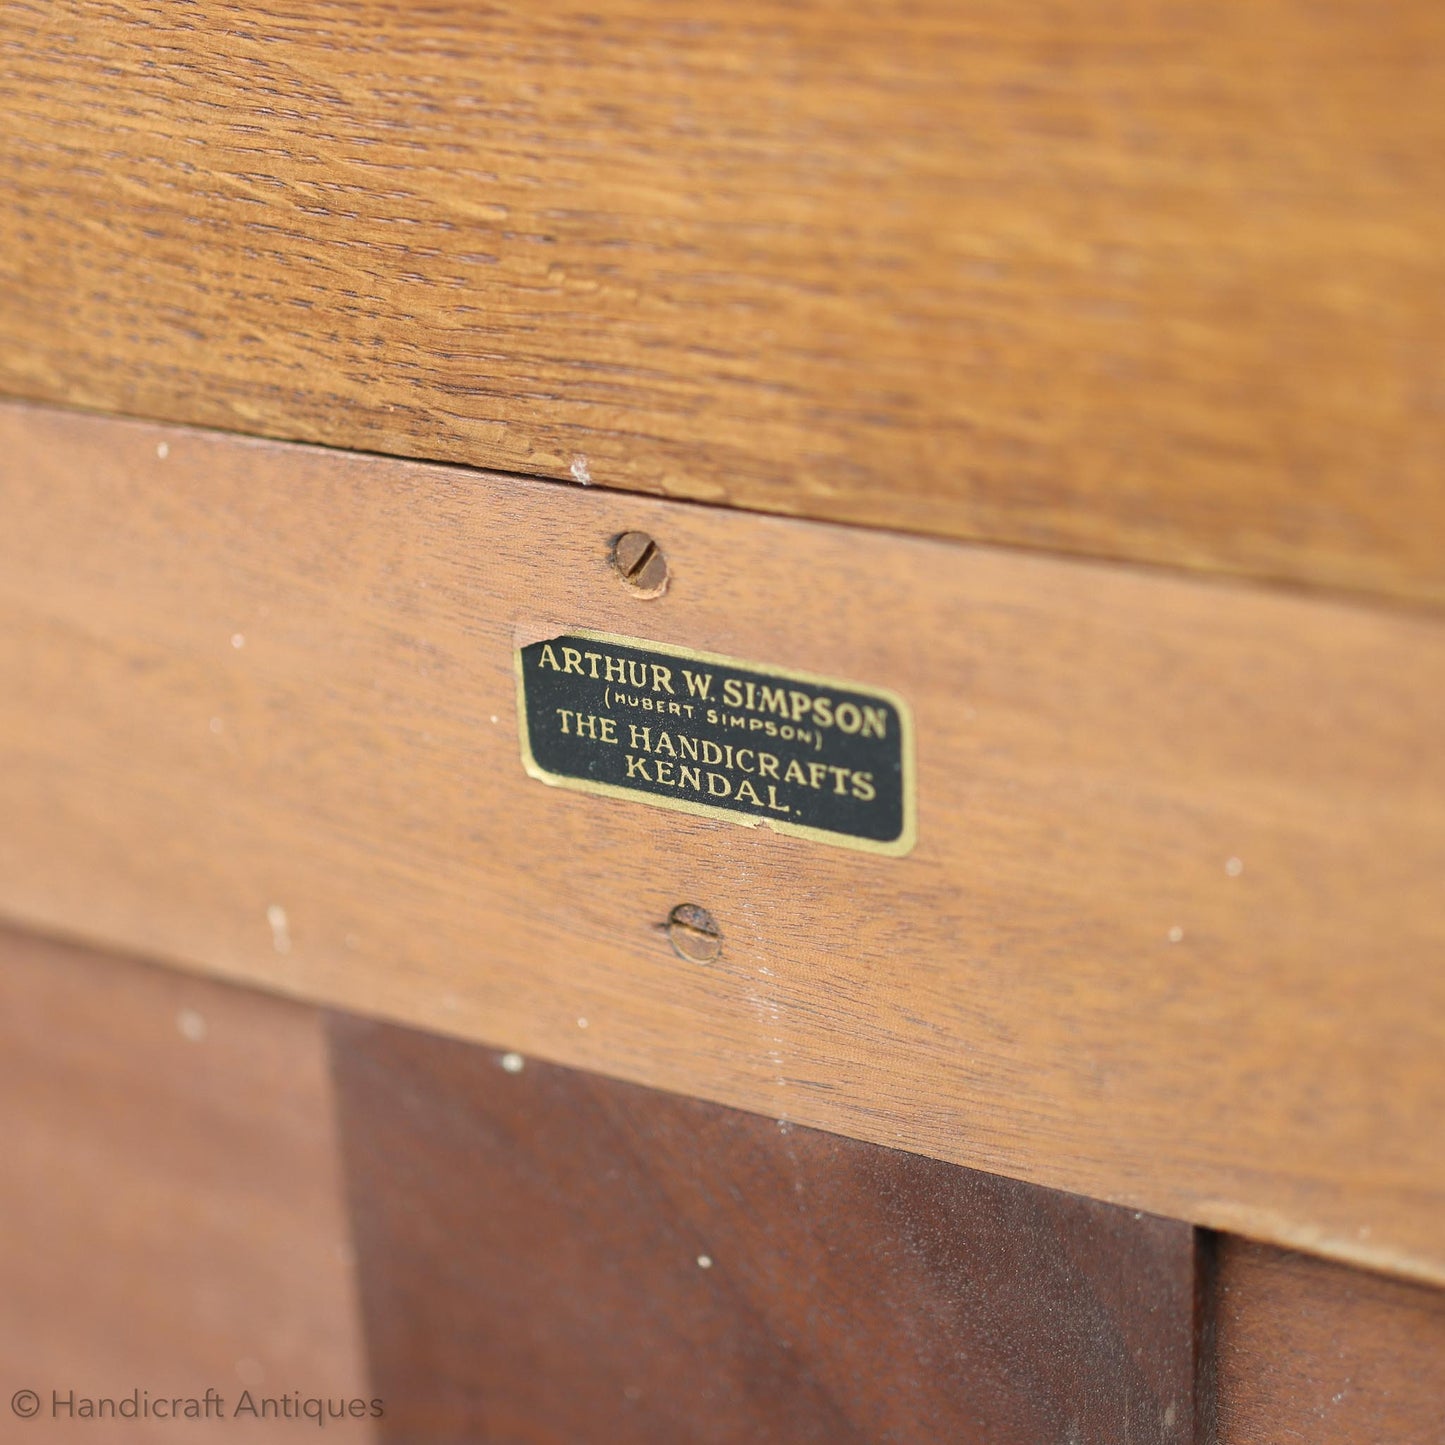 ARTHUR W. SIMPSON
(HUBERT SIMPSON)
THE HANDICRAFTS
KENDAL.
© Handicraft Antiques